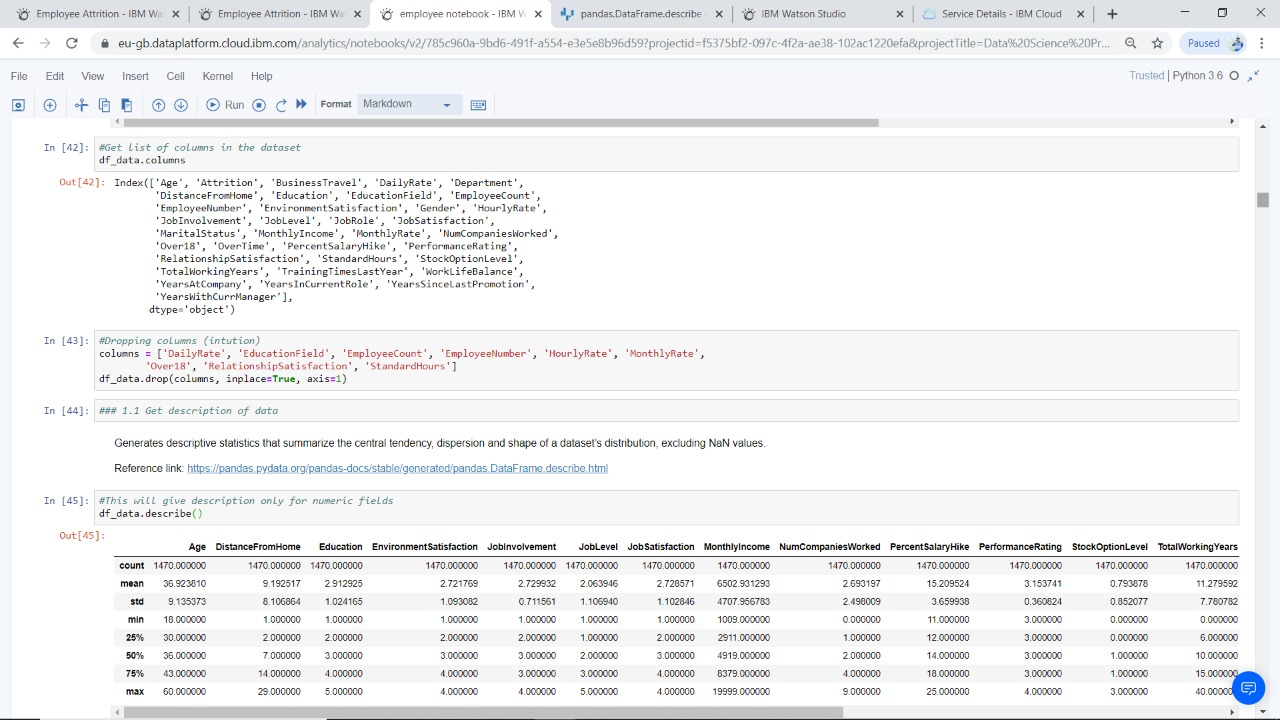 Employee Attrition - IBM Wa
Employee Attrition - IBM Wa
employee notebook - IBM W
pandas.DataFrame.describe -
IBM Watson Studio
Service Details - IBM Cloud
eu-gb.dataplatform.cloud.ibm.com/analytics/notebooks/v2/785c960a-9bd6-491f-a554-e3e5e8b96d59?projectid=f5375bf2-097c-4f2a-ae38-102ac1220efa&projectTitle=Data%20Science%20Pr...
Paused
File Edit View Insert Cell Kernel Help
Trusted | Python 3.6
Run Format Markdown
In [42]: #Get list of columns in the dataset
df_data.columns
Out[42]: Index(['Age', 'Attrition', 'BusinessTravel', 'DailyRate', 'Department',
'DistanceFromHome', 'Education', 'EducationField', 'EmployeeCount',
'EmployeeNumber', 'EnvironmentSatisfaction', 'Gender', 'HourlyRate',
'JobInvolvement', 'JobLevel', 'JobRole', 'JobSatisfaction',
'MaritalStatus', 'MonthlyIncome', 'MonthlyRate', 'NumCompaniesWorked',
'Over18', 'OverTime', 'PercentSalaryHike', 'PerformanceRating',
'RelationshipSatisfaction', 'StandardHours', 'StockOptionLevel',
'TotalWorkingYears', 'TrainingTimesLastYear', 'WorkLifeBalance',
'YearsAtCompany', 'YearsInCurrentRole', 'YearsSinceLastPromotion',
'YearsWithCurrManager'],
dtype='object')
In [43]: #Dropping columns (intution)
columns = ['DailyRate', 'EducationField', 'EmployeeCount', 'EmployeeNumber', 'HourlyRate', 'MonthlyRate',
'Over18', 'RelationshipSatisfaction', 'StandardHours']
df_data.drop(columns, inplace=True, axis=1)
In [44]: ### 1.1 Get description of data
Generates descriptive statistics that summarize the central tendency, dispersion and shape of a dataset's distribution, excluding NaN values.
Reference link: https://pandas.pydata.org/pandas-docs/stable/generated/pandas.DataFrame.describe.html
In [45]: #This will give description only for numeric fields
df_data.describe()
Out[45]:
Age DistanceFromHome Education EnvironmentSatisfaction JobInvolvement JobLevel JobSatisfaction MonthlyIncome NumCompaniesWorked PercentSalaryHike PerformanceRating StockOptionLevel TotalWorkingYears
count 1470.000000 1470.000000 1470.000000 1470.000000 1470.000000 1470.000000 1470.000000 1470.000000 1470.000000 1470.000000 1470.000000 1470.000000 1470.000000
mean 36.923810 9.192517 2.912925 2.721769 2.729932 2.063946 2.728571 6502.931293 2.693197 15.209524 3.153741 0.793878 11.279592
std 9.135373 8.106864 1.024165 1.093082 0.711561 1.106940 1.102846 4707.956783 2.498009 3.659938 0.360824 0.852077 7.780782
min 18.000000 1.000000 1.000000 1.000000 1.000000 1.000000 1.000000 1009.000000 0.000000 11.000000 3.000000 0.000000 0.000000
25% 30.000000 2.000000 2.000000 2.000000 2.000000 1.000000 2.000000 2911.000000 1.000000 12.000000 3.000000 0.000000 6.000000
50% 36.000000 7.000000 3.000000 3.000000 3.000000 2.000000 3.000000 4919.000000 2.000000 14.000000 3.000000 1.000000 10.000000
75% 43.000000 14.000000 4.000000 4.000000 3.000000 3.000000 4.000000 8379.000000 4.000000 18.000000 3.000000 1.000000 15.000000
max 60.000000 29.000000 5.000000 4.000000 4.000000 5.000000 4.000000 19999.000000 9.000000 25.000000 4.000000 3.000000 40.0000